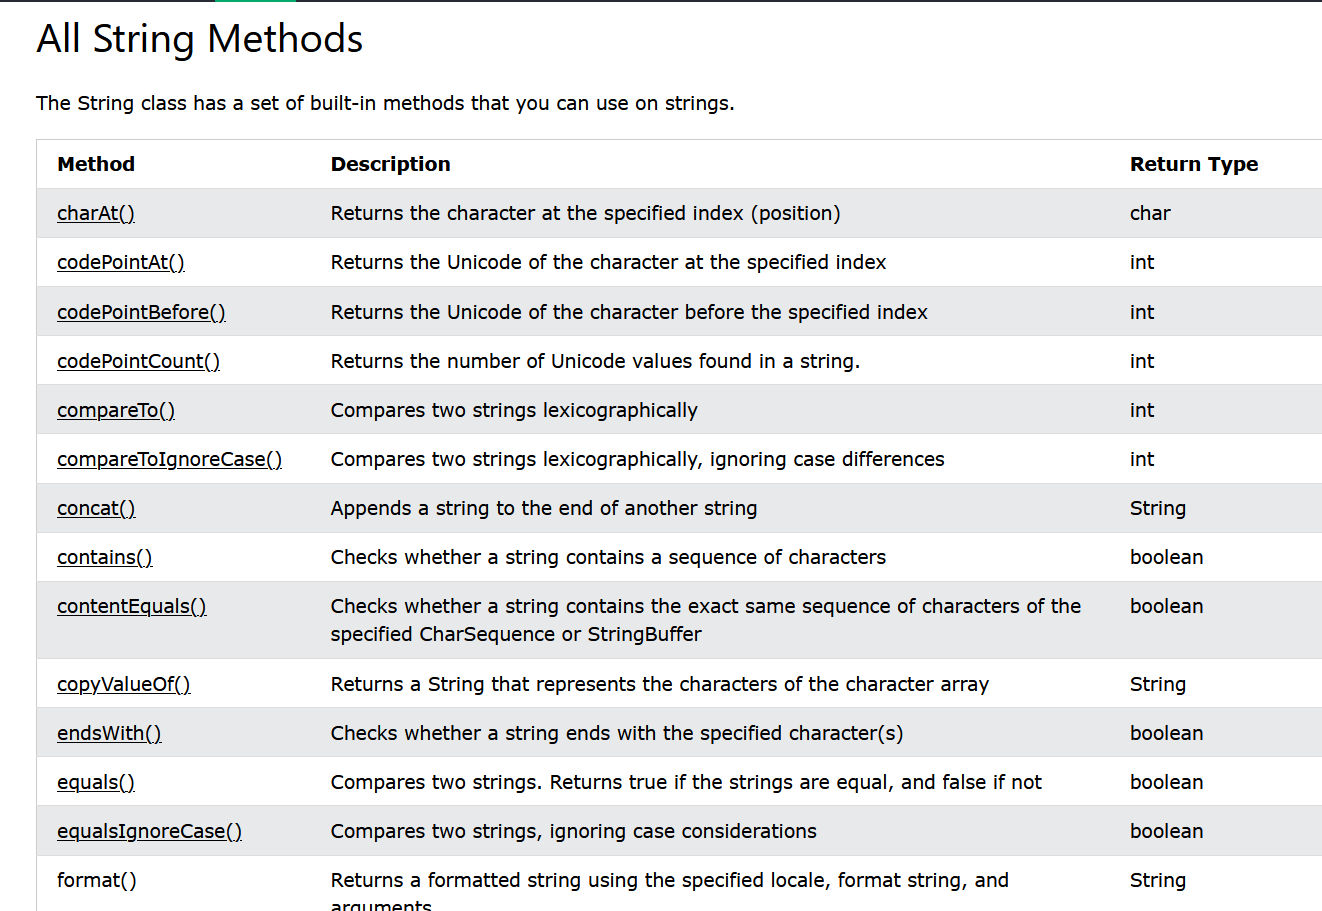 All String Methods
The String class has a set of built-in methods that you can use on strings.
Method Description Return Type
charAt() Returns the character at the specified index (position) char
codePointAt() Returns the Unicode of the character at the specified index int
codePointBefore() Returns the Unicode of the character before the specified index int
codePointCount() Returns the number of Unicode values found in a string. int
compareTo() Compares two strings lexicographically int
compareToIgnoreCase() Compares two strings lexicographically, ignoring case differences int
concat() Appends a string to the end of another string String
contains() Checks whether a string contains a sequence of characters boolean
contentEquals() Checks whether a string contains the exact same sequence of characters of the boolean
specified CharSequence or StringBuffer
copyValueOf() Returns a String that represents the characters of the character array String
endsWith() Checks whether a string ends with the specified character(s) boolean
equals() Compares two strings. Returns true if the strings are equal, and false if not boolean
equalsIgnoreCase() Compares two strings, ignoring case considerations boolean
format() Returns a formatted string using the specified locale, format string, and String
arguments